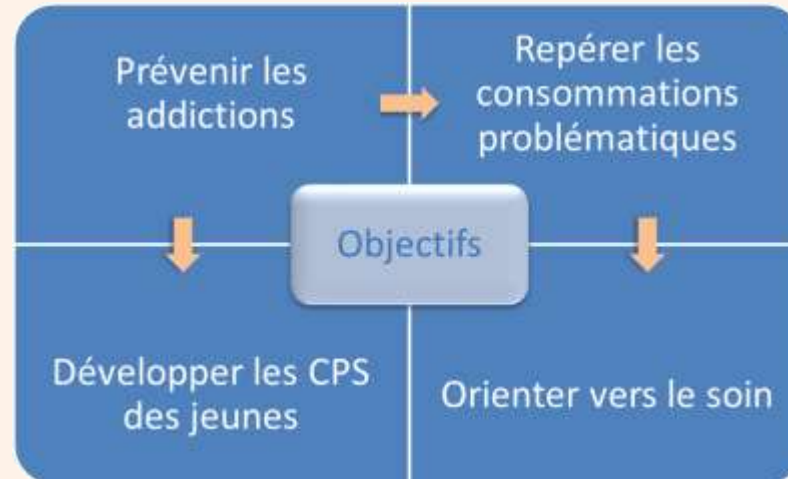 Prévenir les
addictions
Repérer les
consommations
problématiques
Objectifs
Développer les CPS
des jeunes
Orienter vers le soin